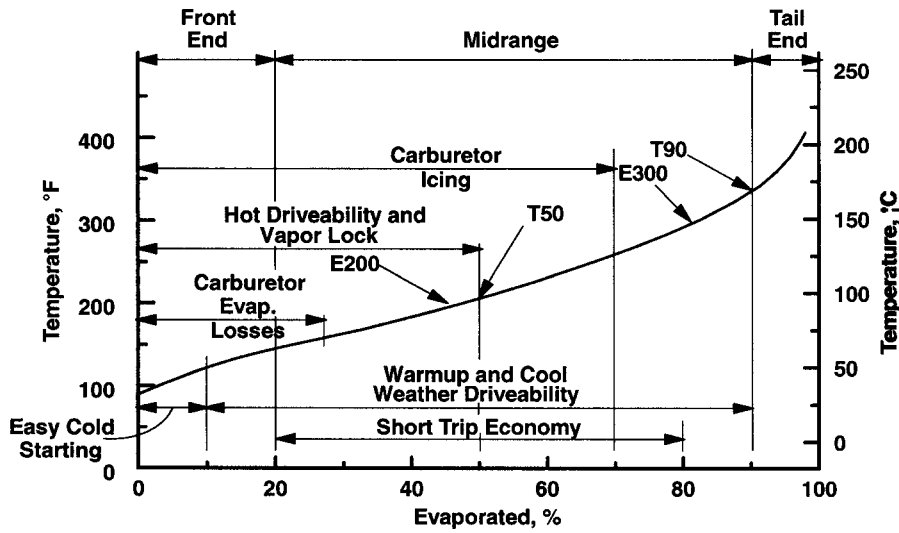 Front
End
Midrange
Tail
End
250
400
200
Carburetor
Icing
T90
E300
Temperature, °F
300
Hot Driveability and
Vapor Lock
T50
150
Temperature, °C
E200
200
100
Carburetor
Evap.
Losses
50
100
Warmup and Cool
Weather Driveability
Easy Cold
Starting
Short Trip Economy
0
0
0
20
40
60
80
100
Evaporated, %